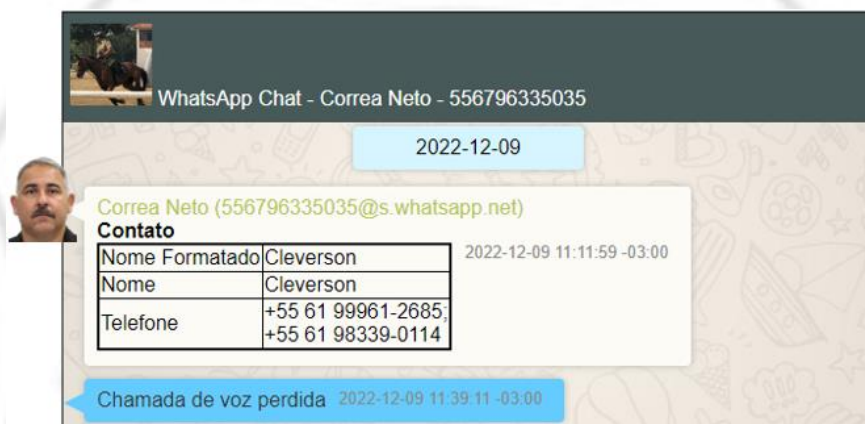 WhatsApp Chat - Correa Neto - 556796335035
2022-12-09
Correa Neto (556796335035@s.whatsapp.net)
Contato
Nome Formatado Cleverson
2022-12-09 11:11:59 -03:00
Nome Cleverson
Telefone +55 61 99961-2685;
+55 61 98339-0114
Chamada de voz perdida 2022-12-09 11:39:11 -03:00